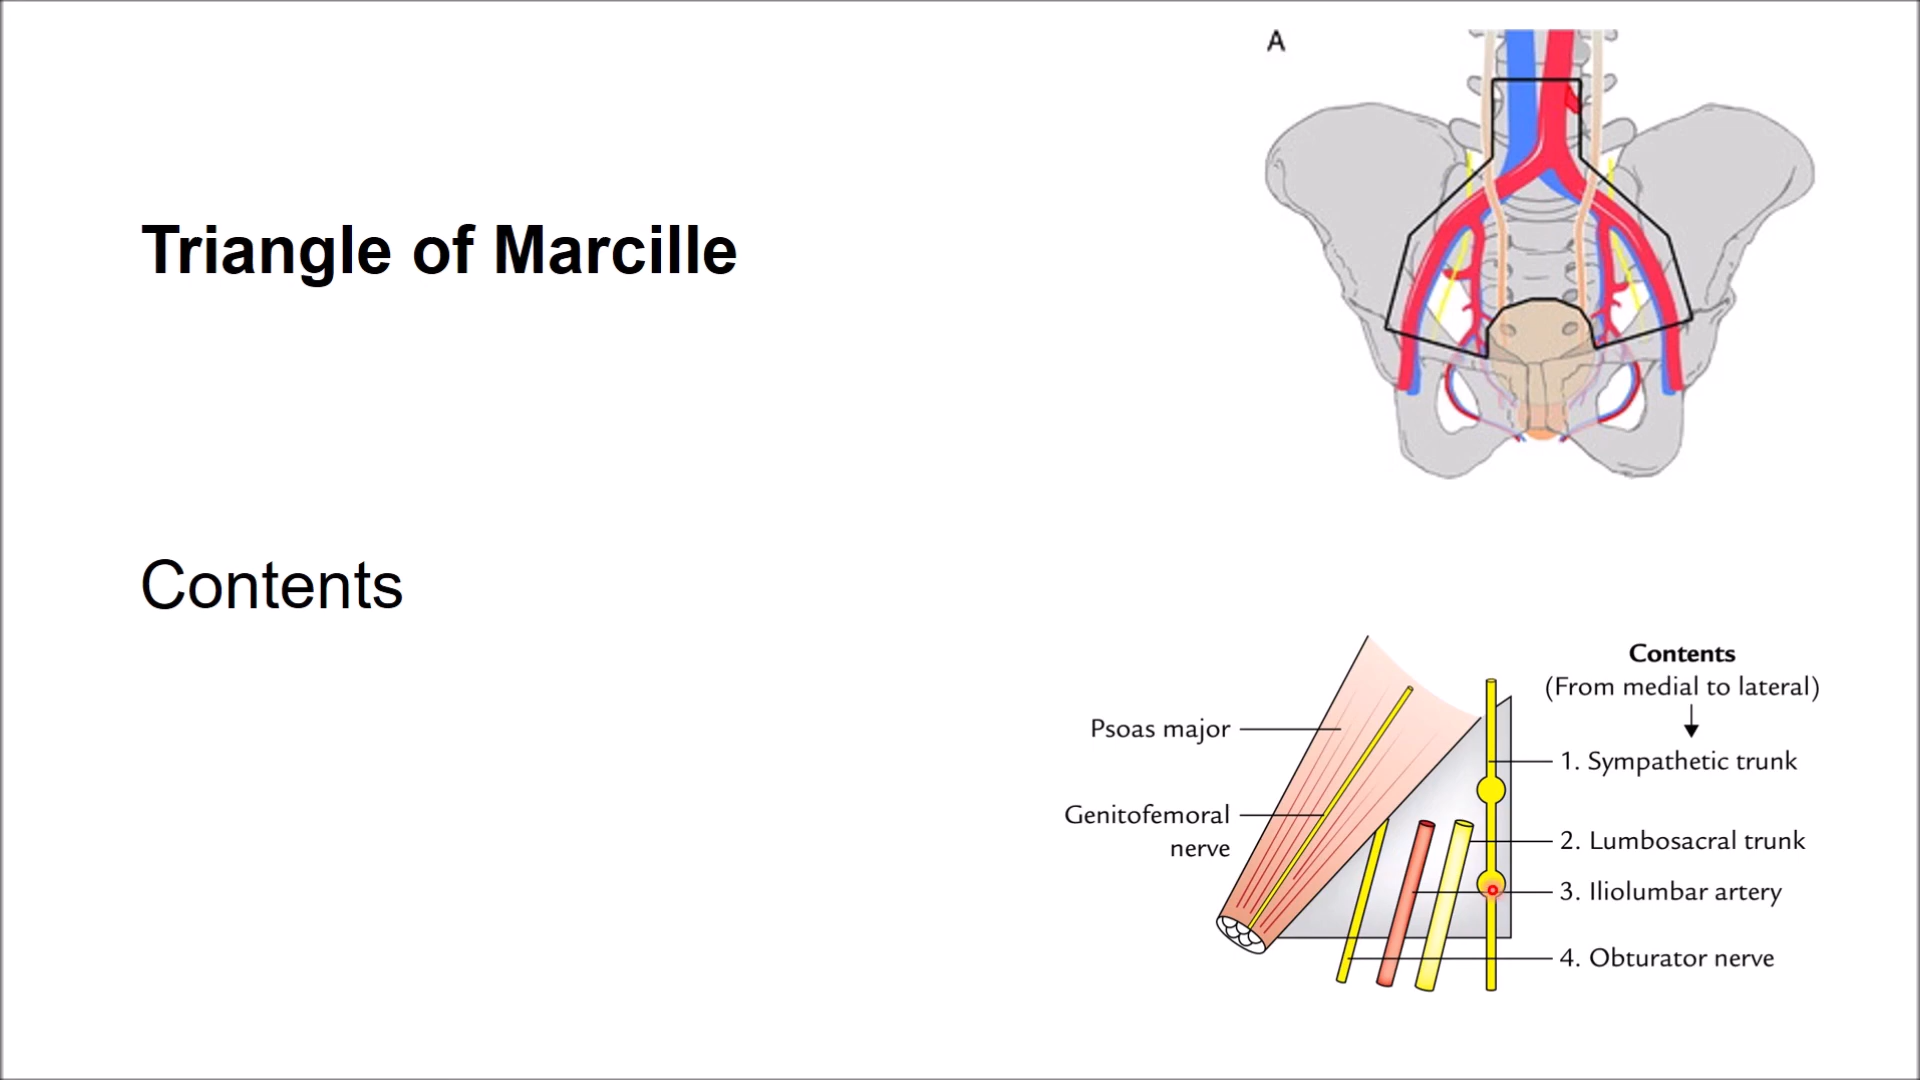 A
Triangle of Marcille
Contents
Contents
(From medial to lateral)
Psoas major
1. Sympathetic trunk
Genitofemoral
nerve
2. Lumbosacral trunk
3. Iliolumbar artery
4. Obturator nerve